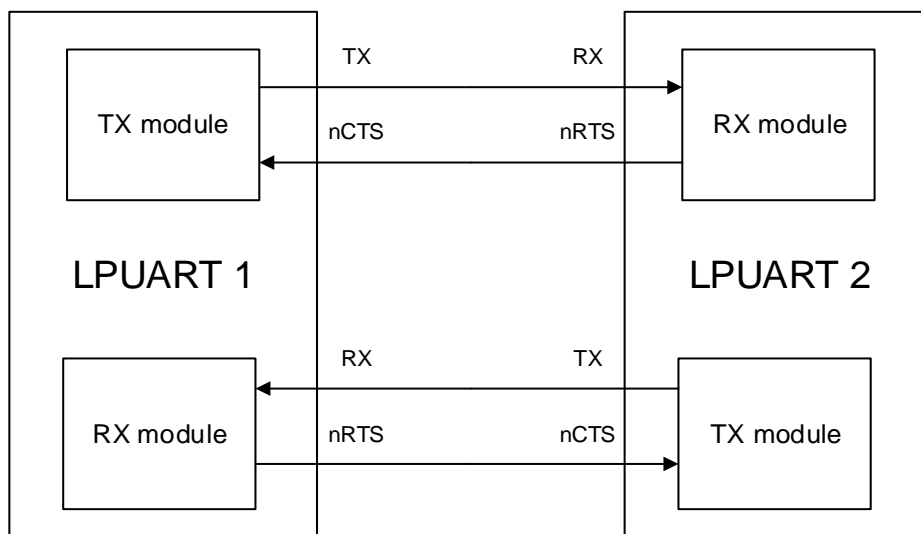 TX RX
TX module RX module
nCTS nRTS
LPUART 1 LPUART 2
RX TX
RX module TX module
nRTS nCTS